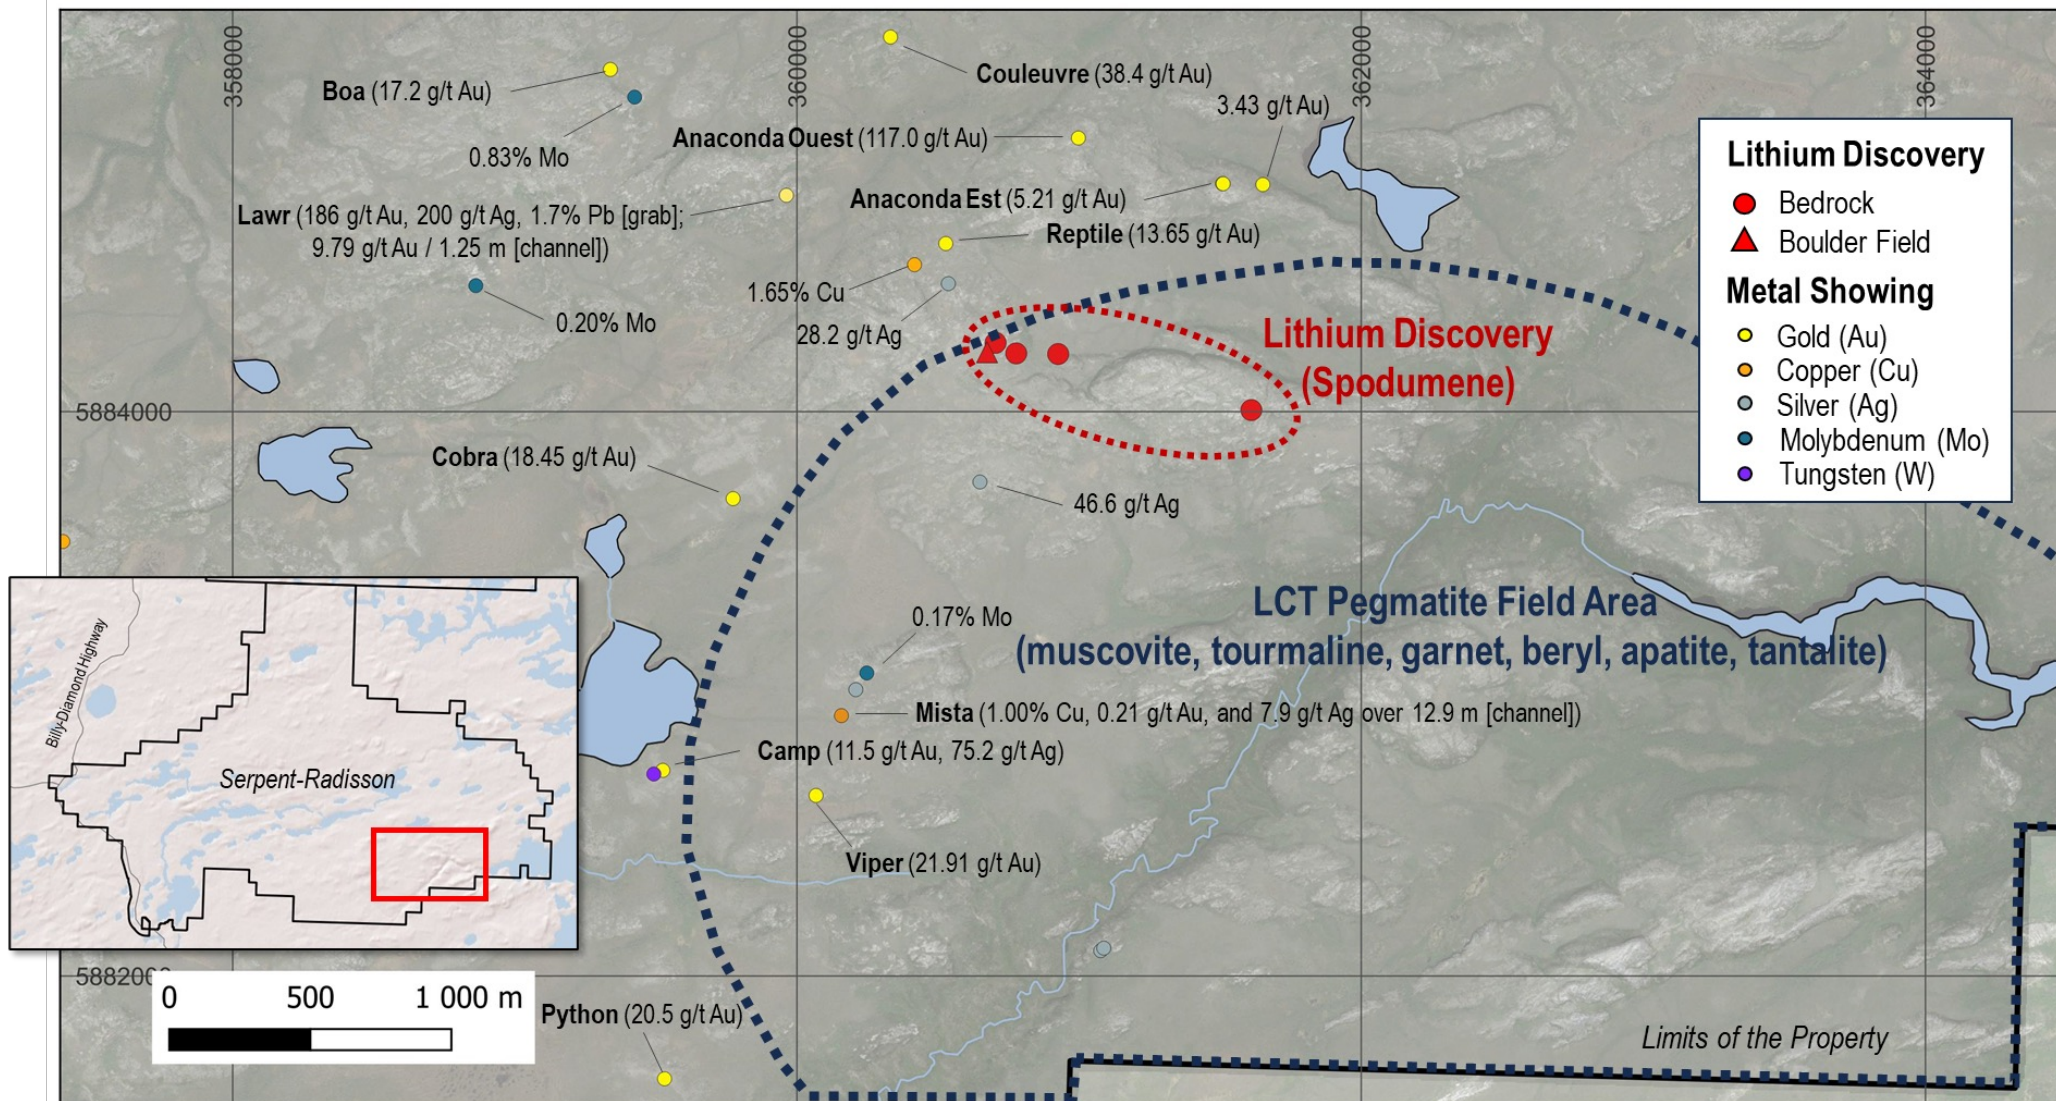 358000
360000
362000
364000
Boa (17.2 g/t Au)
0.83% Mo
Couleuvre (38.4 g/t Au)
3.43 g/t Au)
Anaconda Ouest (117.0 g/t Au)
Anaconda Est (5.21 g/t Au)
Lawr (186 g/t Au, 200 g/t Ag, 1.7% Pb [grab];
9.79 g/t Au / 1.25 m [channel])
Reptile (13.65 g/t Au)
1.65% Cu
0.20% Mo
28.2 g/t Ag
Lithium Discovery
(Spodumene)
5884000
Cobra (18.45 g/t Au)
46.6 g/t Ag
LCT Pegmatite Field Area
(muscovite, tourmaline, garnet, beryl, apatite, tantalite)
0.17% Mo
Mista (1.00% Cu, 0.21 g/t Au, and 7.9 g/t Ag over 12.9 m [channel])
Camp (11.5 g/t Au, 75.2 g/t Ag)
Viper (21.91 g/t Au)
Python (20.5 g/t Au)
Limits of the Property
Lithium Discovery
Bedrock
Boulder Field
Metal Showing
Gold (Au)
Copper (Cu)
Silver (Ag)
Molybdenum (Mo)
Tungsten (W)
Billy-Diamond Highway
Serpent-Radisson
5882000
0 500 1 000 m